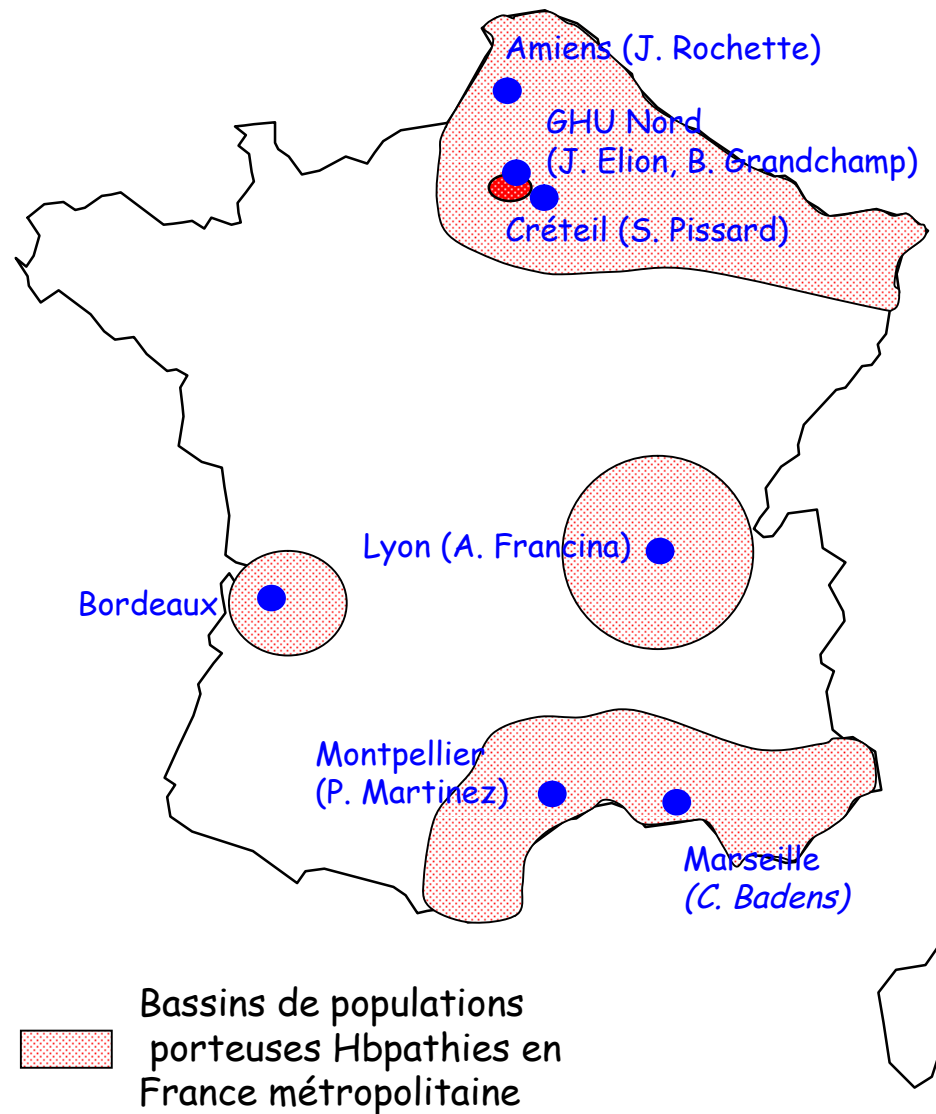 Amiens (J. Rochette)
GHU Nord
(J. Elion, B. Grandchamp)
Créteil (S. Pissard)
Lyon (A. Francina)
Bordeaux
Montpellier
(P. Martinez)
Marseille
(C. Badens)
Bassins de populations
porteuses Hbpathies en
France métropolitaine